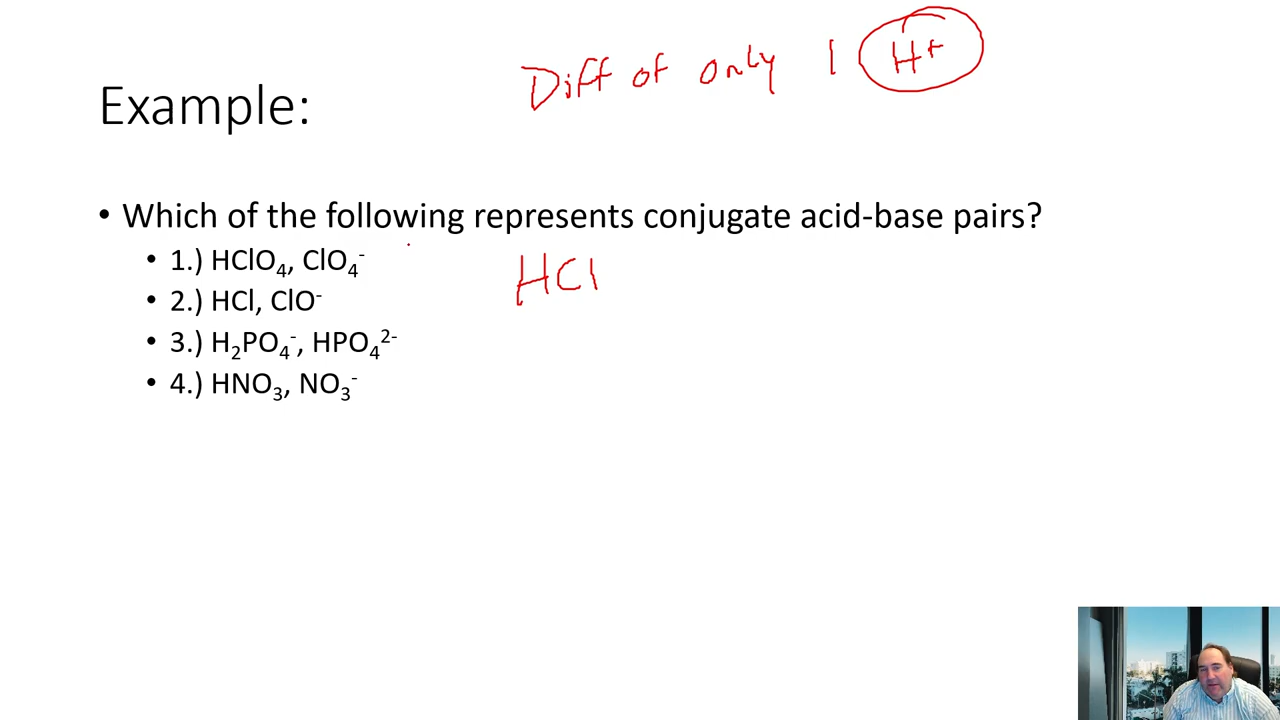 Diff of only 1 H+
Example:
• Which of the following represents conjugate acid-base pairs?
• 1.) HClO₄, ClO₄⁻
HCl
• 2.) HCl, ClO⁻
• 3.) H₂PO₄⁻, HPO₄²⁻
• 4.) HNO₃, NO₃⁻